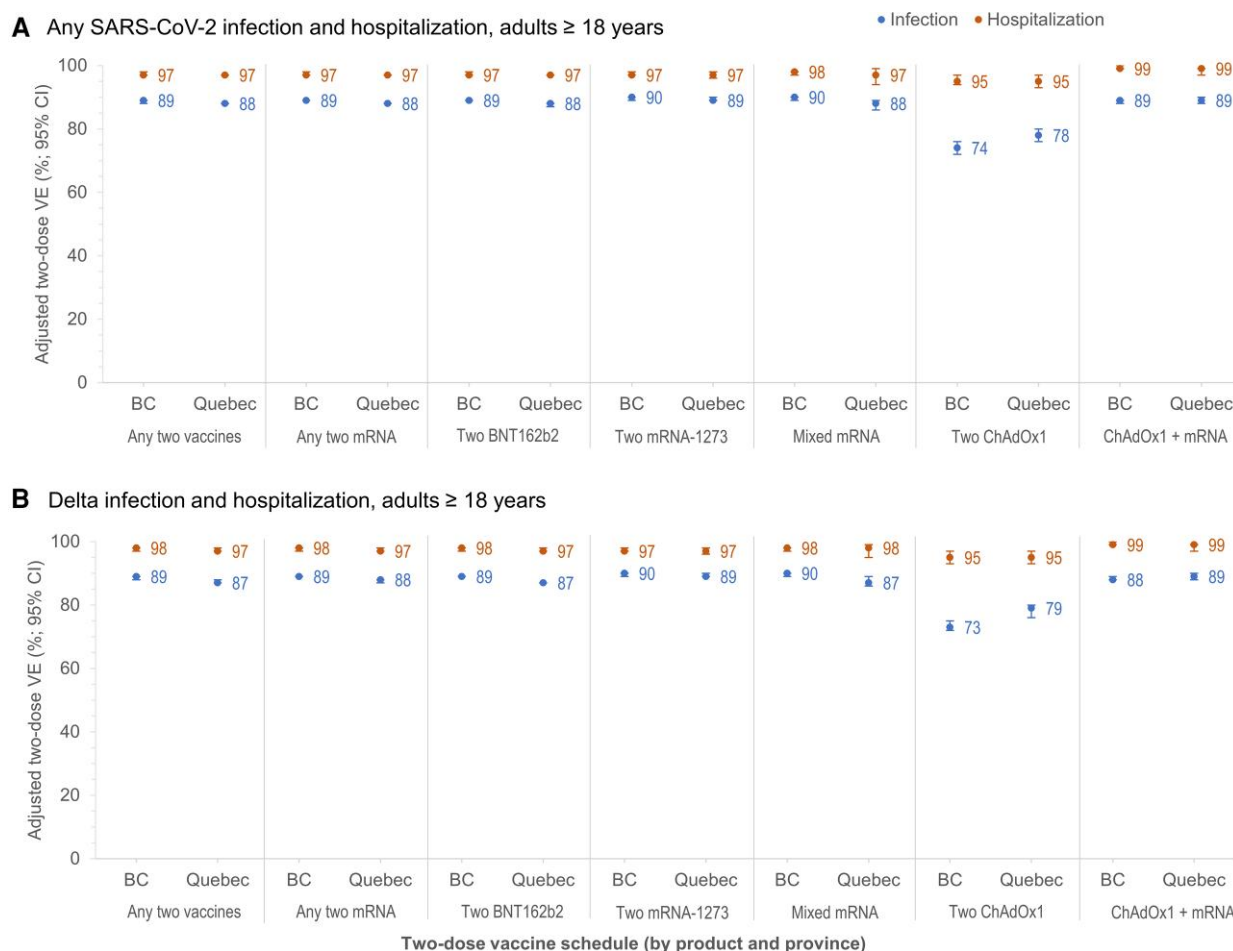 A Any SARS-CoV-2 infection and hospitalization, adults ≥ 18 years
Infection Hospitalization
Adjusted two-dose VE (%; 95% CI)
100
80
60
40
20
0
97 97 97 97 97 97 97 97 98 97 95 95 99 99
89 88 89 88 89 88 90 89 90 88 74 78 89 89
BC Quebec BC Quebec BC Quebec BC Quebec BC Quebec BC Quebec BC Quebec
Any two vaccines Any two mRNA Two BNT162b2 Two mRNA-1273 Mixed mRNA Two ChAdOx1 ChAdOx1 + mRNA
B Delta infection and hospitalization, adults ≥ 18 years
Adjusted two-dose VE (%; 95% CI)
100
80
60
40
20
0
98 97 98 97 98 97 97 97 98 98 95 95 99 99
89 87 89 88 89 87 90 89 90 87 73 79 88 89
BC Quebec BC Quebec BC Quebec BC Quebec BC Quebec BC Quebec BC Quebec
Any two vaccines Any two mRNA Two BNT162b2 Two mRNA-1273 Mixed mRNA Two ChAdOx1 ChAdOx1 + mRNA
Two-dose vaccine schedule (by product and province)